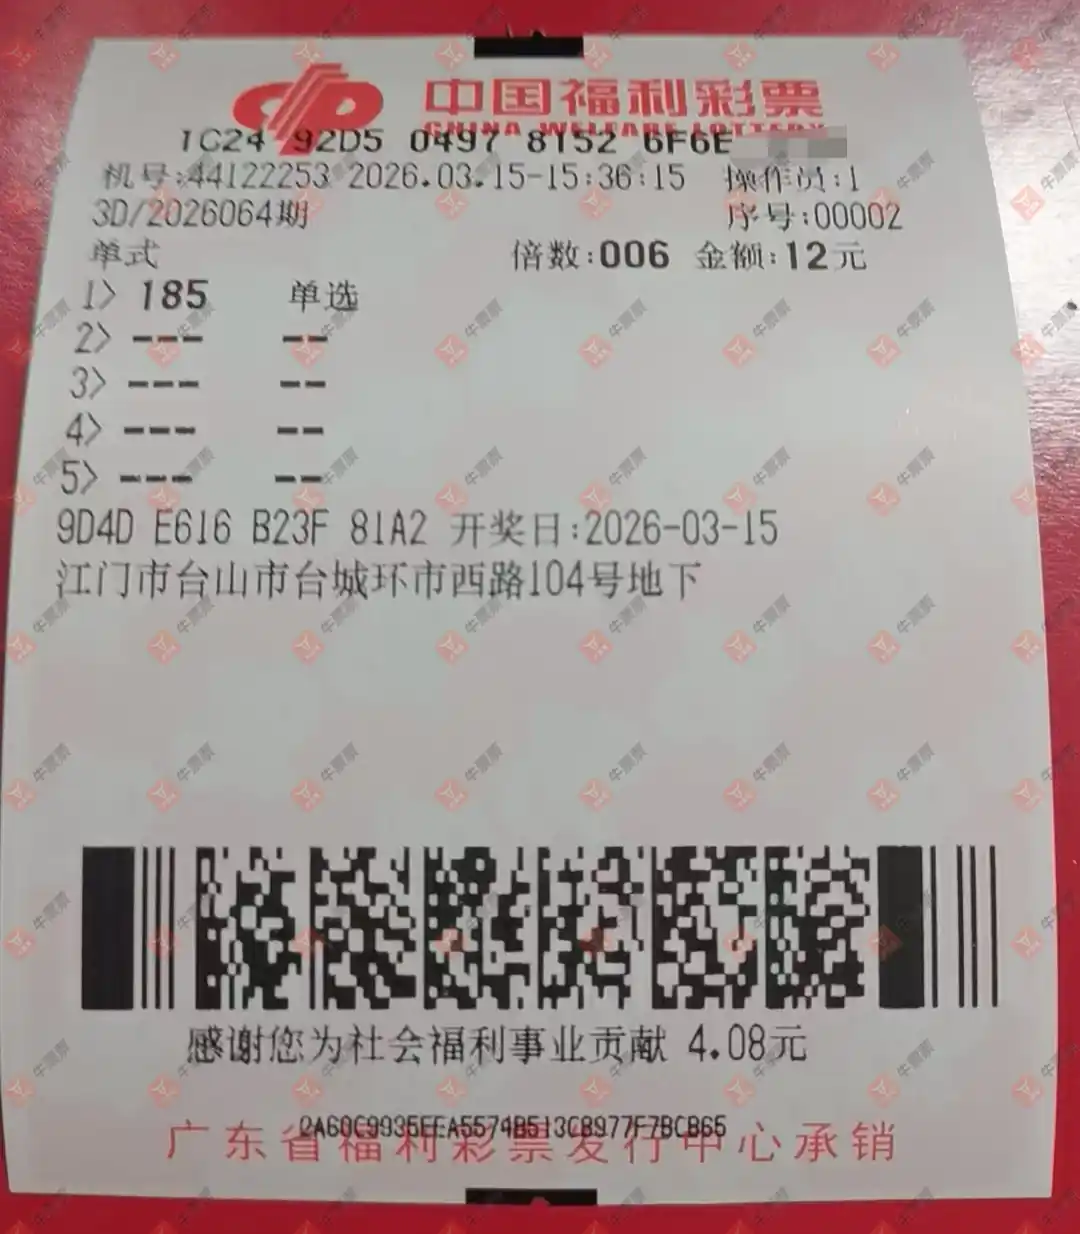 中国福利彩票
CHINA WELFARE LOTTERY
1C24 92D5 0497 8152 6F6E
机号:44122253 2026.03.15-15:36:15 操作员:1
3D/2026064期 序号:00002
单式 倍数:006 金额:12元
1> 185 单选
2> --- --
3> --- --
4> --- --
5> --- --
9D4D E616 B23F 81A2 开奖日:2026-03-15
江门市台山市台城环市西路104号地下
感谢您为社会福利事业贡献 4.08元
广东省福利彩票发行中心承销
牛票票